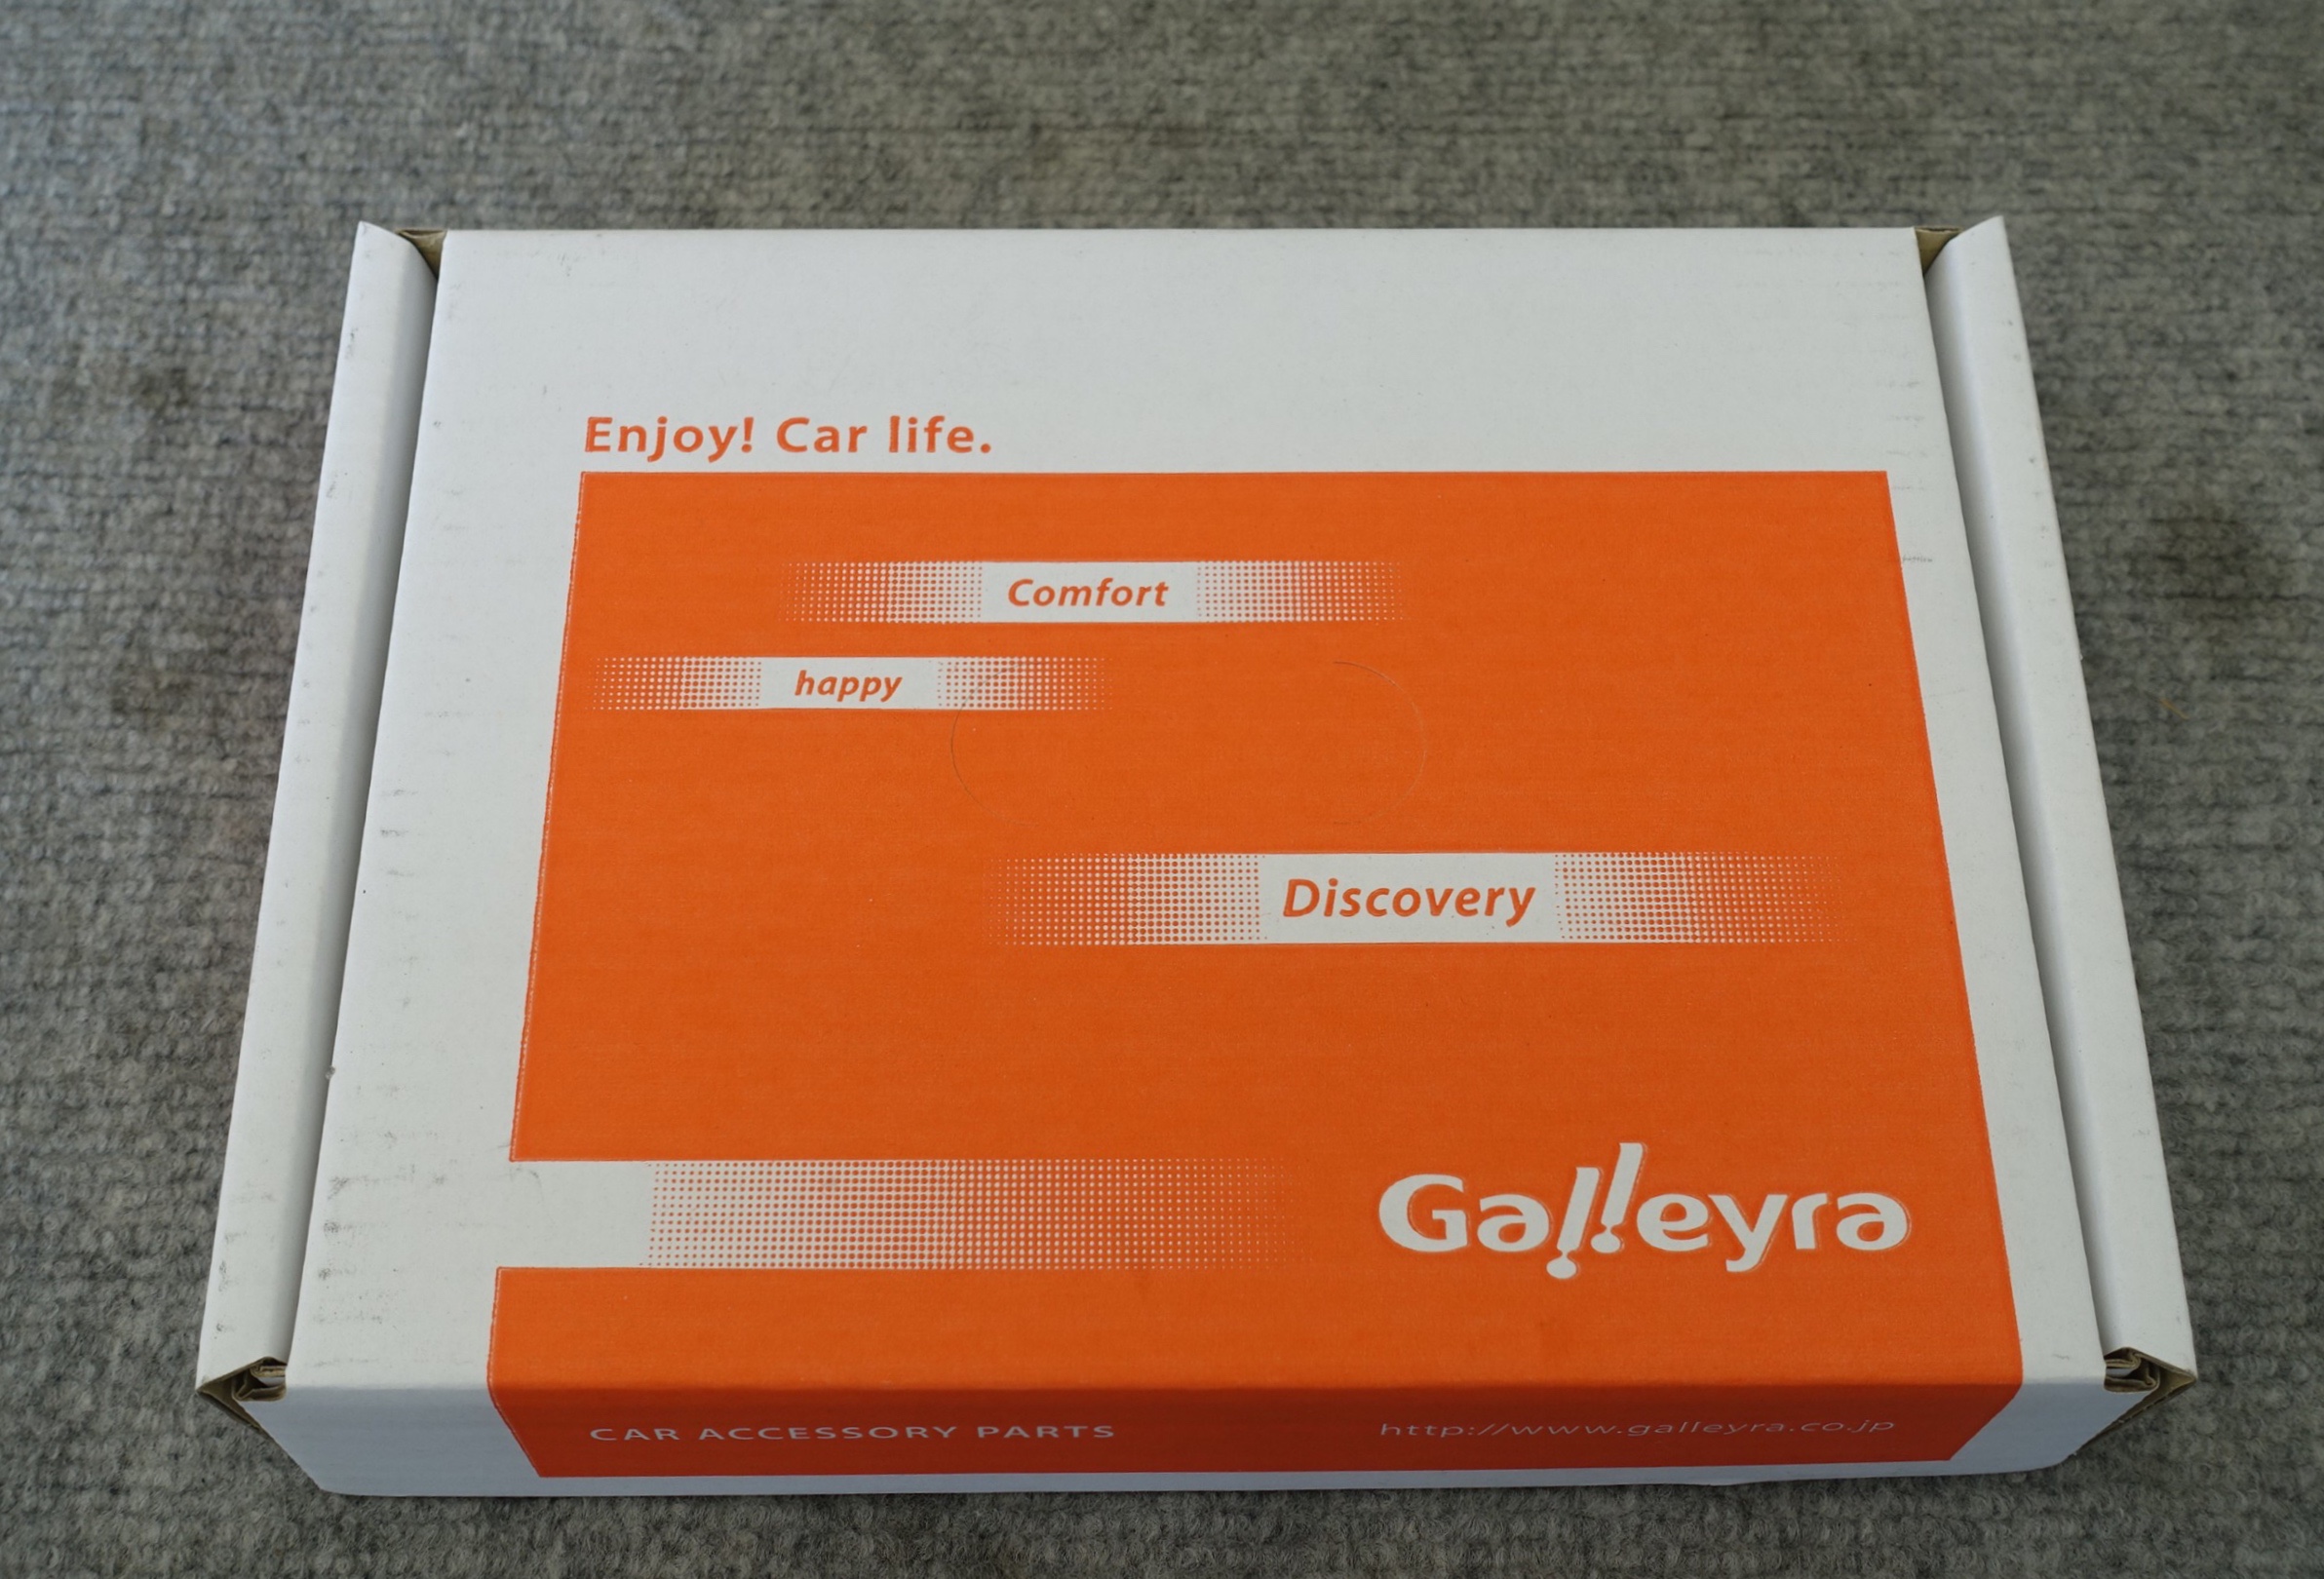 Enjoy! Car life.
Comfort
happy
Discovery
Galleyra
CAR ACCESSORY PARTS
http://www.galleyra.co.jp